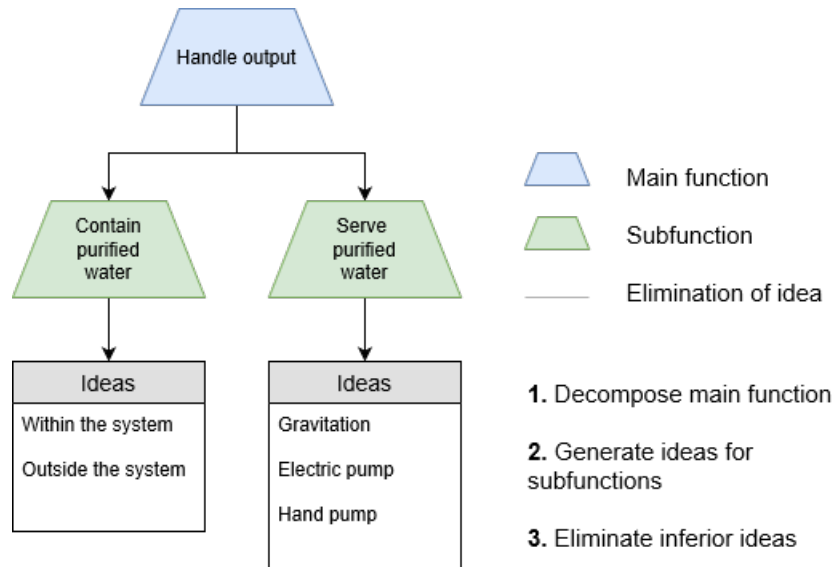 Handle output
Contain
purified
water
Serve
purified
water
Ideas
Within the system
Outside the system
Ideas
Gravitation
Electric pump
Hand pump
Main function
Subfunction
Elimination of idea
1. Decompose main function
2. Generate ideas for
subfunctions
3. Eliminate inferior ideas